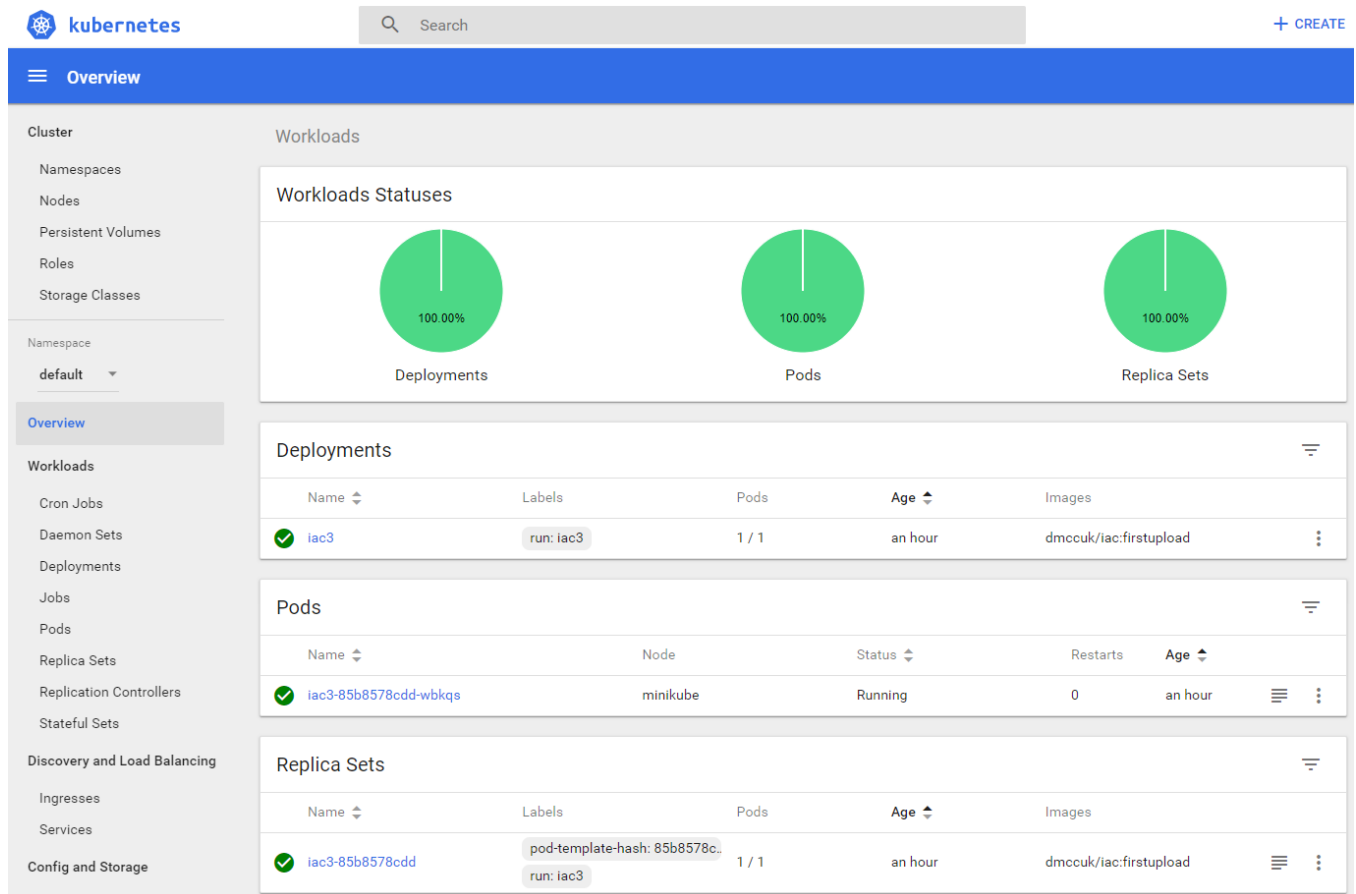 kubernetes
Search
+ CREATE
Overview
Cluster
Namespaces
Nodes
Persistent Volumes
Roles
Storage Classes
Namespace
default
Overview
Workloads
Cron Jobs
Daemon Sets
Deployments
Jobs
Pods
Replica Sets
Replication Controllers
Stateful Sets
Discovery and Load Balancing
Ingresses
Services
Config and Storage
Workloads
Workloads Statuses
100.00% 100.00% 100.00%
Deployments Pods Replica Sets
Deployments
Name Labels Pods Age Images
iac3 run: iac3 1 / 1 an hour dmccuk/iac:firstupload
Pods
Name Node Status Restarts Age
iac3-85b8578cdd-wbkqs minikube Running 0 an hour
Replica Sets
Name Labels Pods Age Images
iac3-85b8578cdd pod-template-hash: 85b8578c.. 1 / 1 an hour dmccuk/iac:firstupload
run: iac3